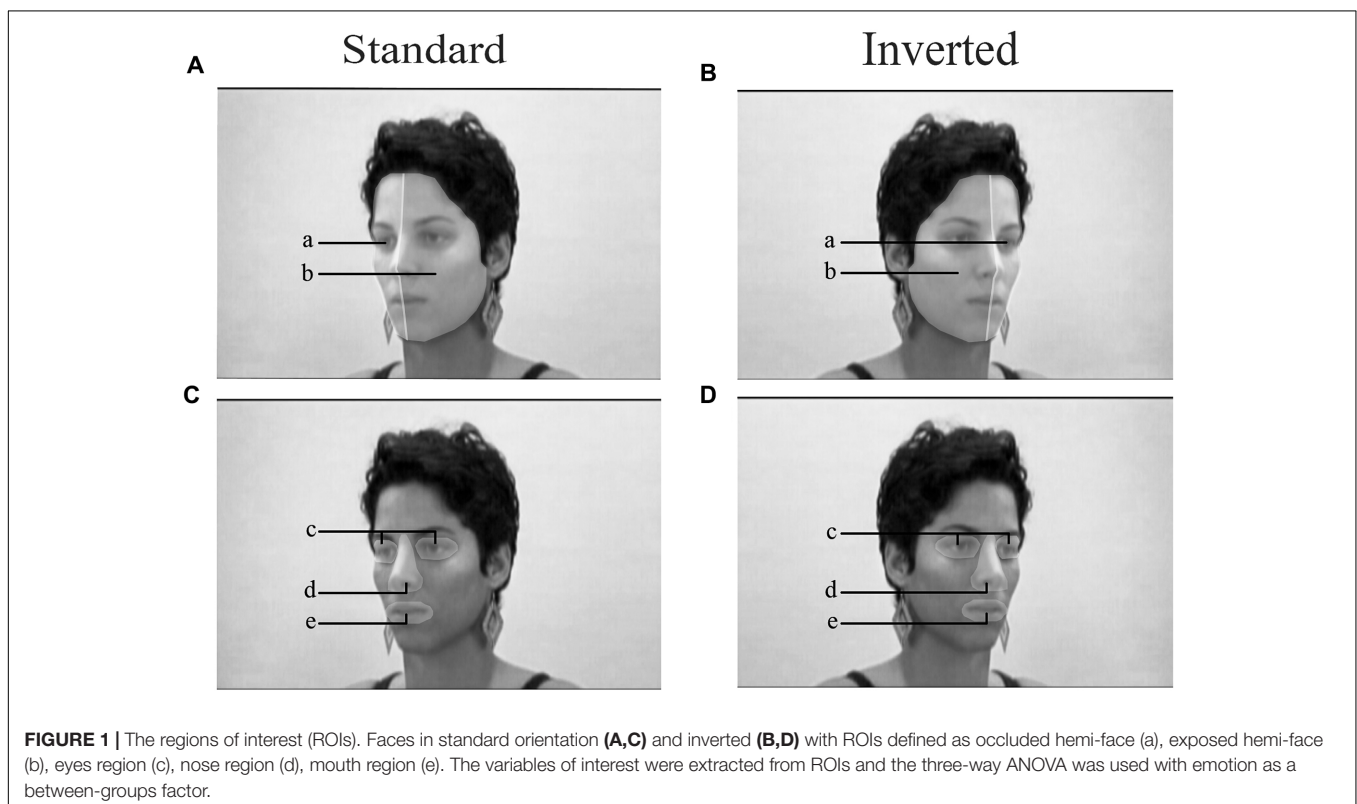 Standard
Inverted
A
B
a
b
a
b
C
D
c
d
e
c
d
e
FIGURE 1 | The regions of interest (ROIs). Faces in standard orientation (A,C) and inverted (B,D) with ROIs defined as occluded hemi-face (a), exposed hemi-face
(b), eyes region (c), nose region (d), mouth region (e). The variables of interest were extracted from ROIs and the three-way ANOVA was used with emotion as a
between-groups factor.